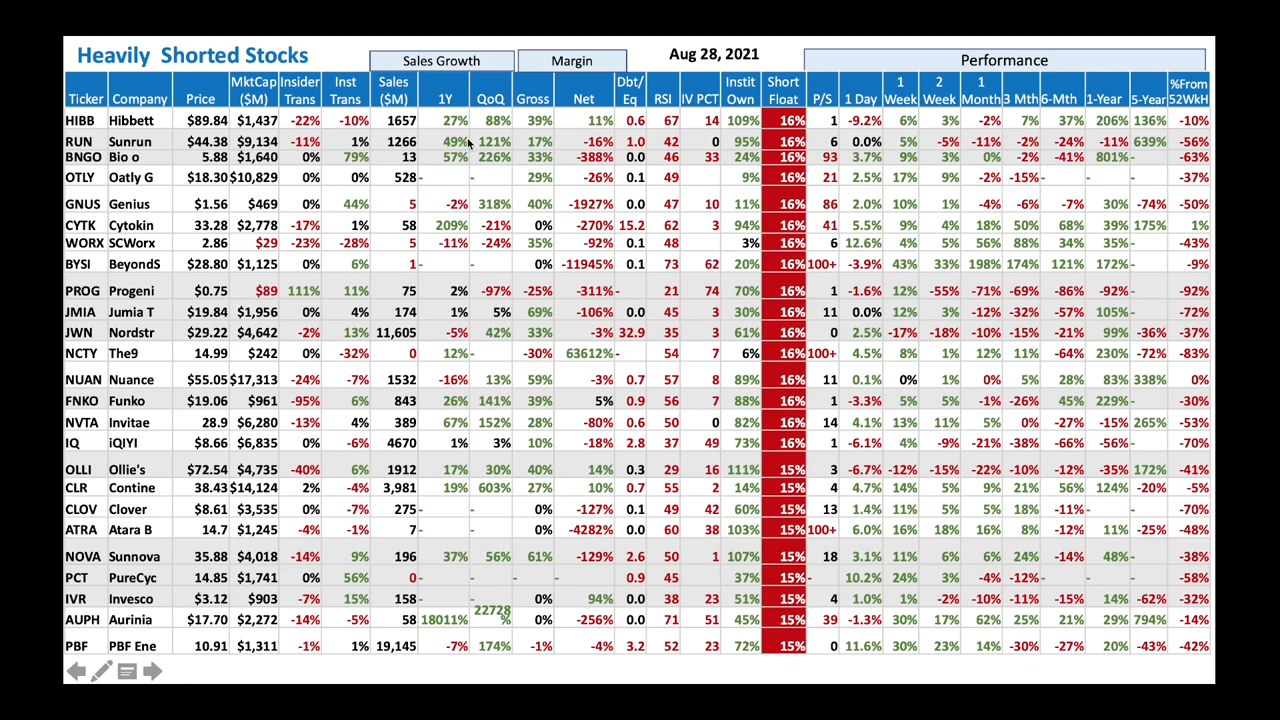 Heavily Shorted Stocks Sales Growth Margin Aug 28, 2021 Performance
Ticker Company Price MktCap ($M) Insider Trans Inst Trans Sales ($M) 1Y QoQ Gross Net Dbt/Eq RSI IV PCT Instit Own Short Float P/S 1 Day 1 Week 2 Week 1 Month 3 Mth 6-Mth 1-Year 5-Year %From 52WkH
HIBB Hibbett $89.84 $1,437 -22% -10% 1657 27% 88% 39% 11% 0.6 67 14 109% 16% 1 -9.2% 6% 3% -2% 7% 37% 206% 136% -10%
RUN Sunrun $44.38 $9,134 -11% 1% 1266 49% 121% 17% -16% 1.0 42 0 95% 16% 6 0.0% 2% -5% -11% -2% -24% -11% 639% -56%
BNGO Bio o 5.88 $1,640 0% 79% 13 57% 226% 33% -388% 0.0 46 33 24% 16% 93 3.7% 9% 3% 0% -2% -41% 801% - -63%
OTLY Oatly G $18.30 $10,829 0% 0% 528 - - 29% -26% 0.1 49 9% 16% 21 2.5% 17% 9% -2% -15% - - - -37%
GNUS Genius $1.56 $469 0% 44% 5 -2% 318% 40% -1927% 0.0 47 10 11% 16% 86 2.0% 10% 1% -4% -6% -7% 30% -74% -50%
CYTK Cytokin 33.28 $2,778 -17% 1% 58 209% -21% 0% -270% 15.2 62 3 94% 16% 41 5.5% 9% 4% 18% 50% 68% 39% 175% 1%
WORX SCWorx 2.86 $29 -23% -28% 5 -11% -24% 35% -92% 0.1 48 3% 16% 6 12.6% 4% 5% 56% 88% 34% 35% - -43%
BYSI BeyondS $28.80 $1,125 0% 6% 1 - - 0% -11945% 0.1 73 62 20% 16% 100+ -3.9% 43% 33% 198% 174% 121% 172% - -9%
PROG Progeni $0.75 $89 111% 11% 75 2% -97% -25% -311% - 21 74 70% 16% 1 -1.6% 12% -55% -71% -69% -86% -92% - -92%
JMIA Jumia T $19.84 $1,956 0% 4% 174 1% 5% 69% -106% 0.0 45 3 30% 16% 11 0.0% 12% 3% -12% -32% -57% 105% - -72%
JWN Nordstr $29.22 $4,642 -2% 13% 11,605 -5% 42% 33% -3% 32.9 35 3 61% 16% 0 2.5% -17% -18% -10% -15% -21% 99% -36% -37%
NCTY The9 14.99 $242 0% -32% 0 12% - -30% 63612% - 54 7 6% 16% 100+ 4.5% 8% 1% 12% 11% -64% 230% -72% -83%
NUAN Nuance $55.05 $17,313 -24% -7% 1532 -16% 13% 59% -3% 0.7 57 8 89% 16% 11 0.1% 0% 1% 0% 5% 28% 83% 338% 0%
FNKO Funko $19.06 $961 -95% 6% 843 26% 141% 39% 5% 0.9 56 7 88% 16% 1 -3.3% 5% 5% -1% -26% 45% 229% - -30%
NVTA Invitae 28.9 $6,280 -13% 4% 389 67% 152% 28% -80% 0.6 50 0 82% 16% 14 4.1% 13% 11% 5% 0% -27% -15% 265% -53%
IQ iQIYI $8.66 $6,835 0% -6% 4670 1% 3% 10% -18% 2.8 37 49 73% 16% 1 -6.1% 4% -9% -21% -38% -66% -56% - -70%
OLLI Ollie's $72.54 $4,735 -40% 6% 1912 17% 30% 40% 14% 0.3 29 16 111% 15% 3 -6.7% -12% -15% -22% -10% -12% -35% 172% -41%
CLR Contine 38.43 $14,124 2% -4% 3,981 19% 603% 27% 10% 0.7 55 2 14% 15% 4 4.7% 14% 5% 9% 21% 56% 124% -20% -5%
CLOV Clover $8.61 $3,535 0% -7% 275 - - 0% -127% 0.1 49 42 60% 15% 13 1.4% 11% 5% 5% 18% -11% - - -70%
ATRA Atara B 14.7 $1,245 -4% -1% 7 - - 0% -4282% 0.0 60 38 103% 15% 100+ 6.0% 16% 18% 16% 8% -12% 11% -25% -48%
NOVA Sunnova 35.88 $4,018 -14% 9% 196 37% 56% 61% -129% 2.6 50 1 107% 15% 18 3.1% 11% 6% 6% 24% -14% 48% - -38%
PCT PureCyc 14.85 $1,741 0% 56% 0 - - - - 0.9 45 37% 15% - 10.2% 24% 3% -4% -12% - - - -58%
IVR Invesco $3.12 $903 -7% 15% 158 - - 0% 94% 0.0 38 23 51% 15% 4 1.0% 1% -2% -10% -11% -15% 14% -62% -32%
AUPH Aurinia $17.70 $2,272 -14% -5% 58 18011% 22728% 0% -256% 0.0 71 51 45% 15% 39 -1.3% 30% 17% 62% 25% 21% 29% 794% -14%
PBF PBF Ene 10.91 $1,311 -1% 1% 19,145 -7% 174% -1% -4% 3.2 52 23 72% 15% 0 11.6% 30% 23% 14% -30% -27% 20% -43% -42%